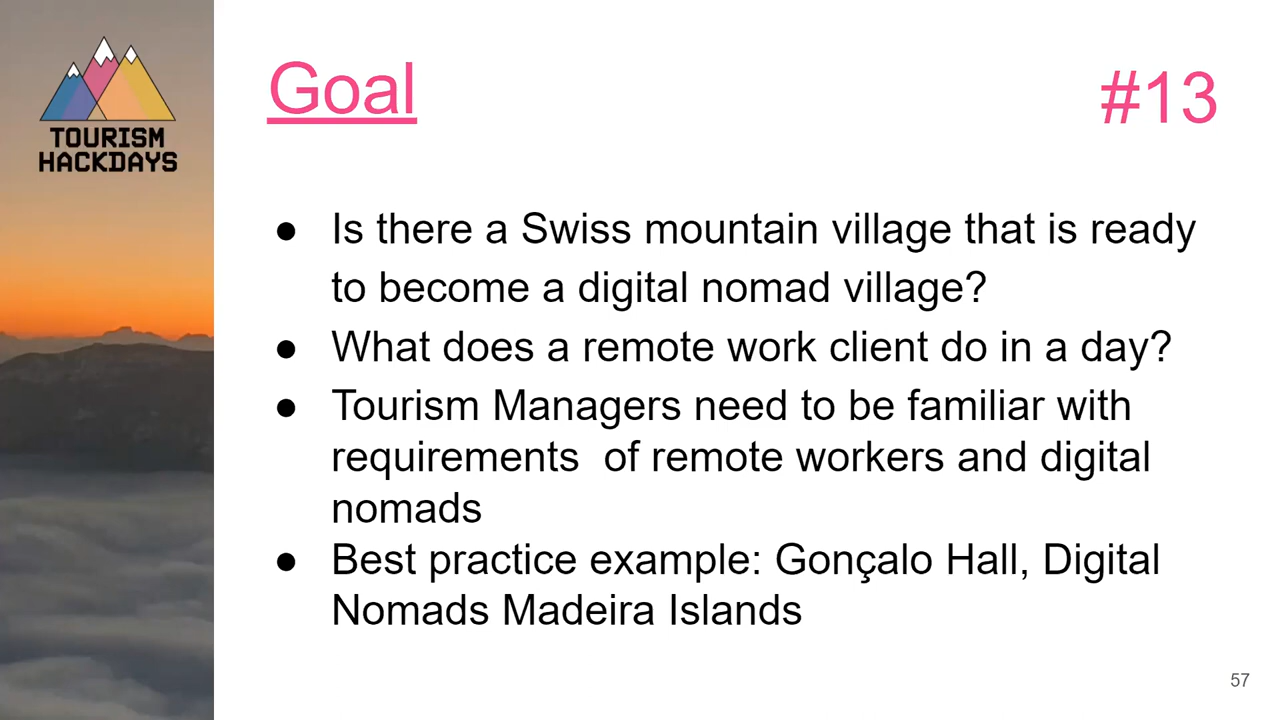 TOURISM
HACKDAYS
Goal
#13
● Is there a Swiss mountain village that is ready
to become a digital nomad village?
● What does a remote work client do in a day?
● Tourism Managers need to be familiar with
requirements  of remote workers and digital
nomads
● Best practice example: Gonçalo Hall, Digital
Nomads Madeira Islands
57